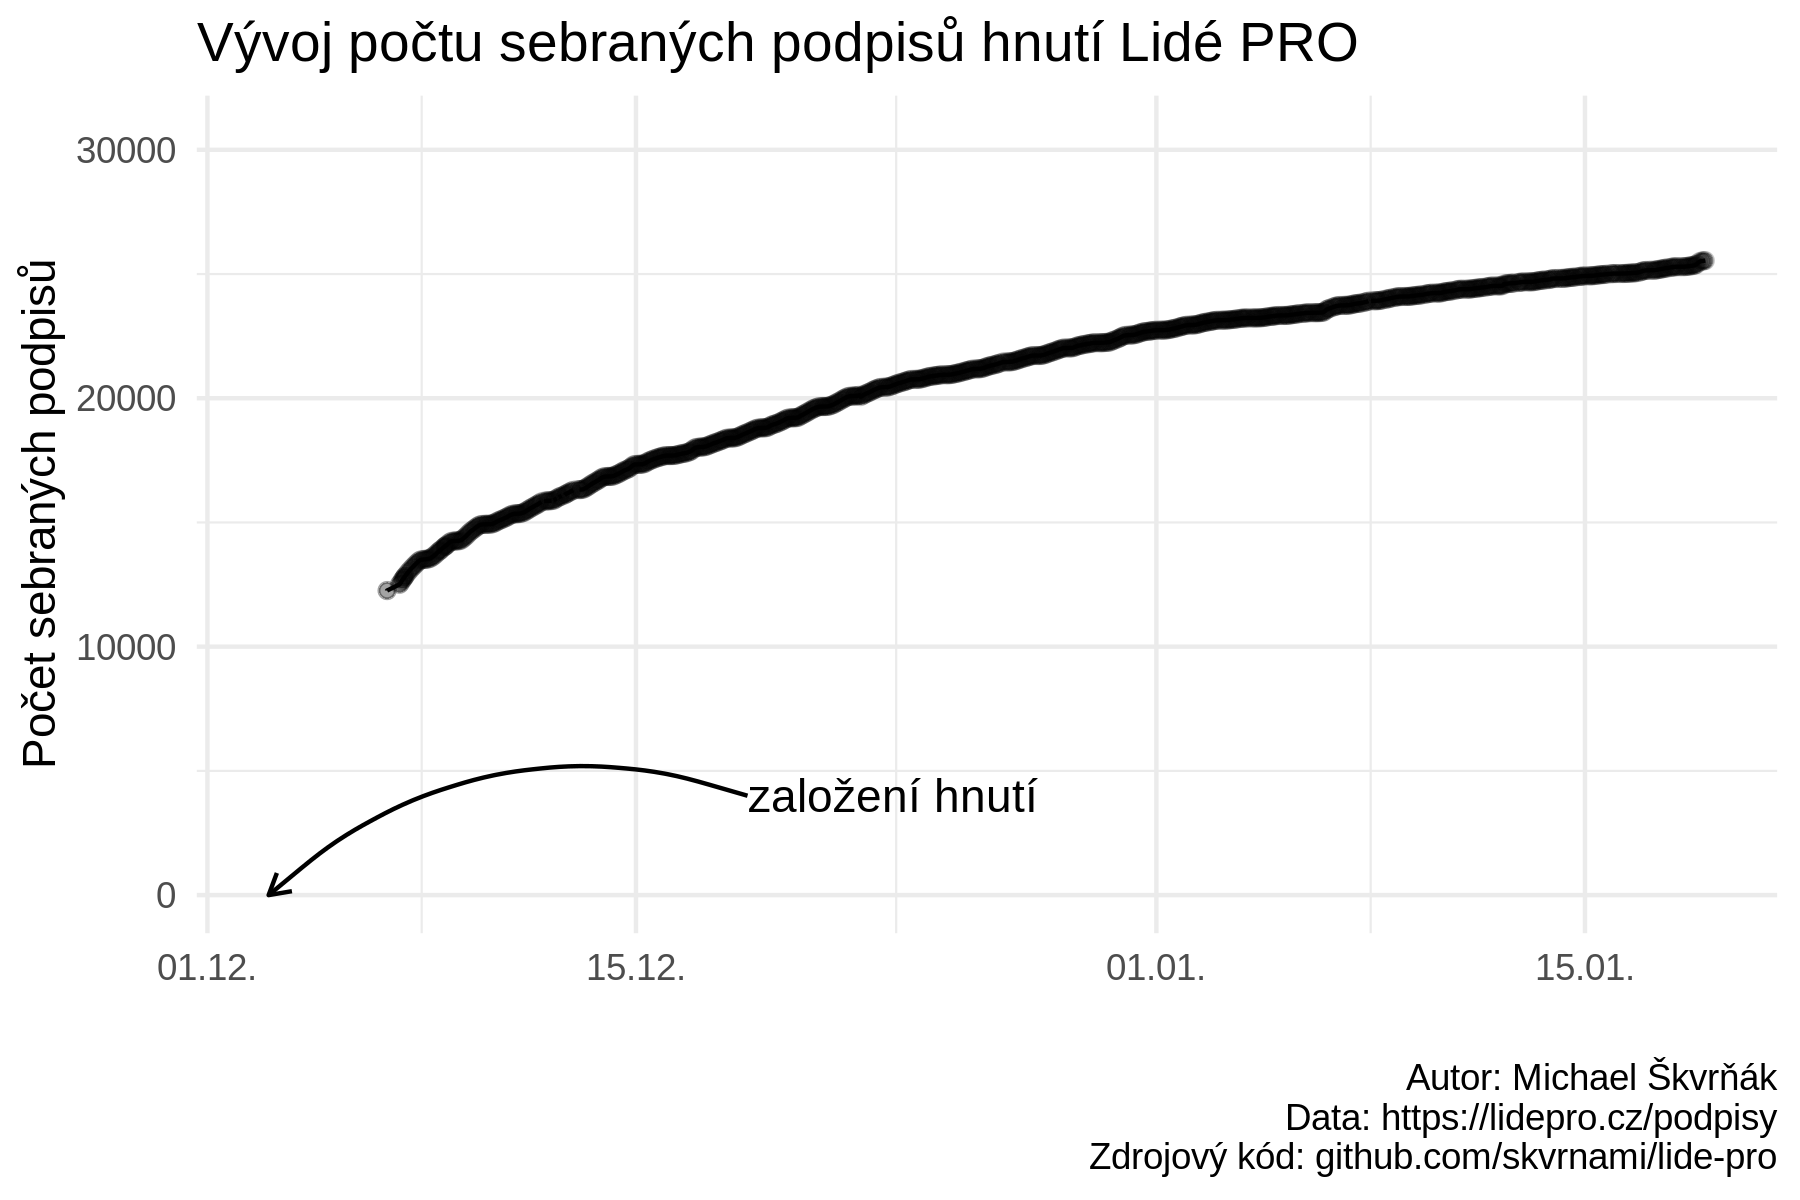 Vývoj počtu sebraných podpisů hnutí Lidé PRO
Počet sebraných podpisů
30000
20000
10000
0
založení hnutí
01.12.
15.12.
01.01.
15.01.
Autor: Michael Škvrňák
Data: https://lidepro.cz/podpisy
Zdrojový kód: github.com/skvrnami/lide-pro